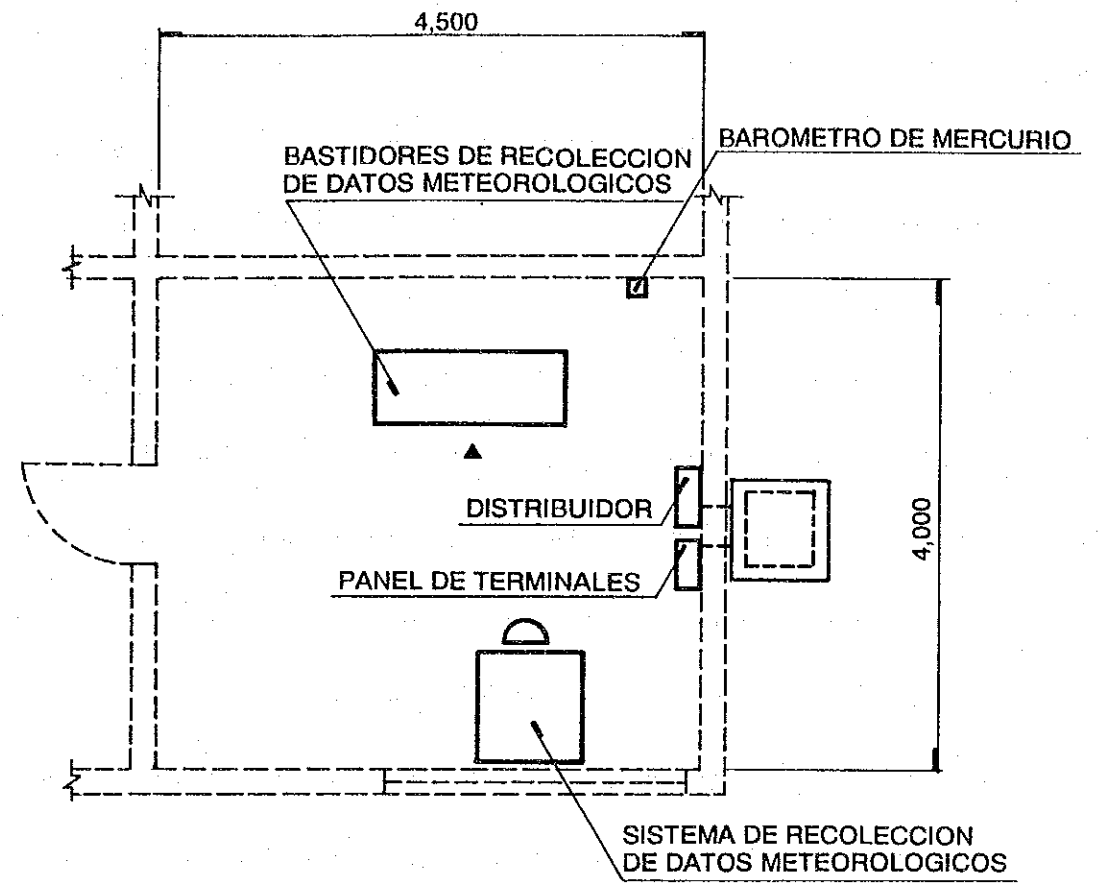 4,500
BAROMETRO DE MERCURIO
BASTIDORES DE RECOLECCION
DE DATOS METEOROLOGICOS
DISTRIBUIDOR
4,000
PANEL DE TERMINALES
SISTEMA DE RECOLECCION
DE DATOS METEOROLOGICOS